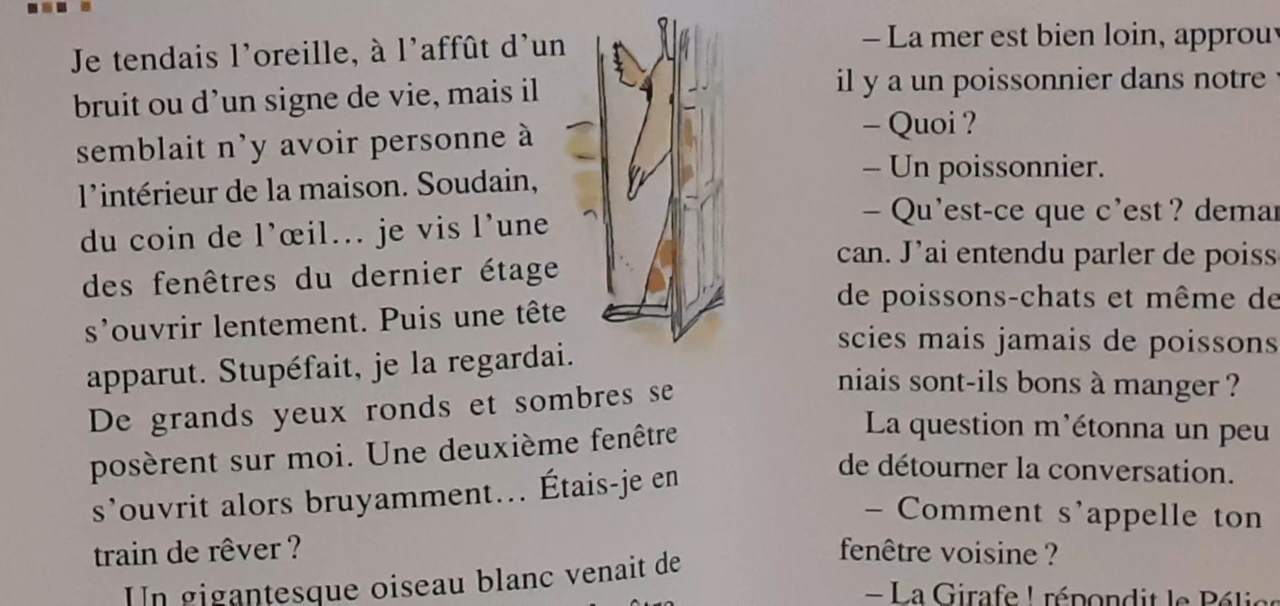 Je tendais l'oreille, à l'affût d'un
bruit ou d'un signe de vie, mais il
semblait n'y avoir personne à
l'intérieur de la maison. Soudain,
du coin de l'œil... je vis l'une
des fenêtres du dernier étage
s'ouvrir lentement. Puis une tête
apparut. Stupéfait, je la regardai.
De grands yeux ronds et sombres se
posèrent sur moi. Une deuxième fenêtre
s'ouvrit alors bruyamment... Étais-je en
train de rêver ?
Un gigantesque oiseau blanc venait de
– La mer est bien loin, approuv
il y a un poissonnier dans notre
– Quoi ?
– Un poissonnier.
– Qu'est-ce que c'est ? deman
can. J'ai entendu parler de poiss
de poissons-chats et même de
scies mais jamais de poissons
niais sont-ils bons à manger ?
La question m'étonna un peu
de détourner la conversation.
– Comment s'appelle ton
fenêtre voisine ?
– La Girafe ! répondit le Pélic